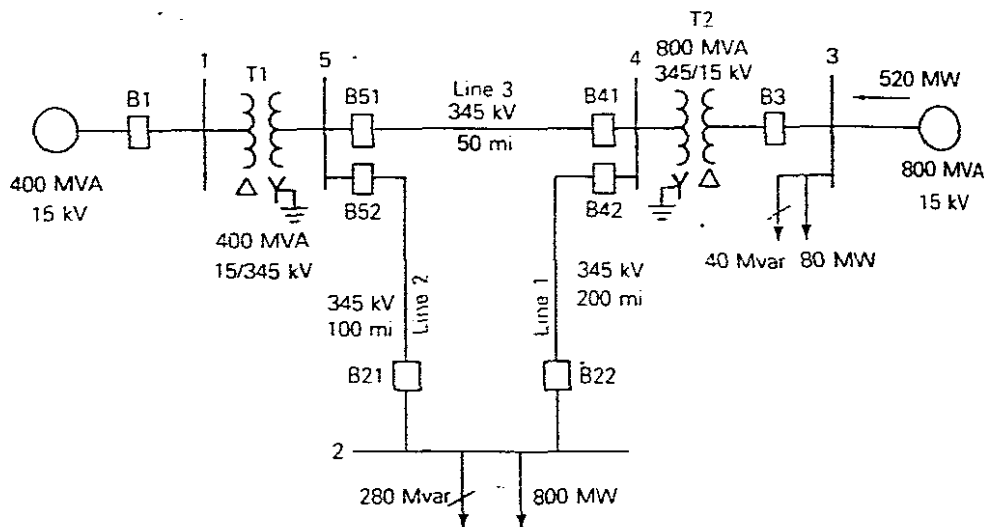 T2
800 MVA
345/15 kV
1
T1
5
4
3
B1
B51
Line 3
345 kV
50 mi
B41
B3
520 MW
400 MVA
15 kV
Δ
Y
B52
B42
Y
Δ
800 MVA
15 kV
400 MVA
15/345 kV
40 Mvar
80 MW
345 kV
100 mi
Line 2
Line 1
345 kV
200 mi
B21
B22
2
280 Mvar
800 MW